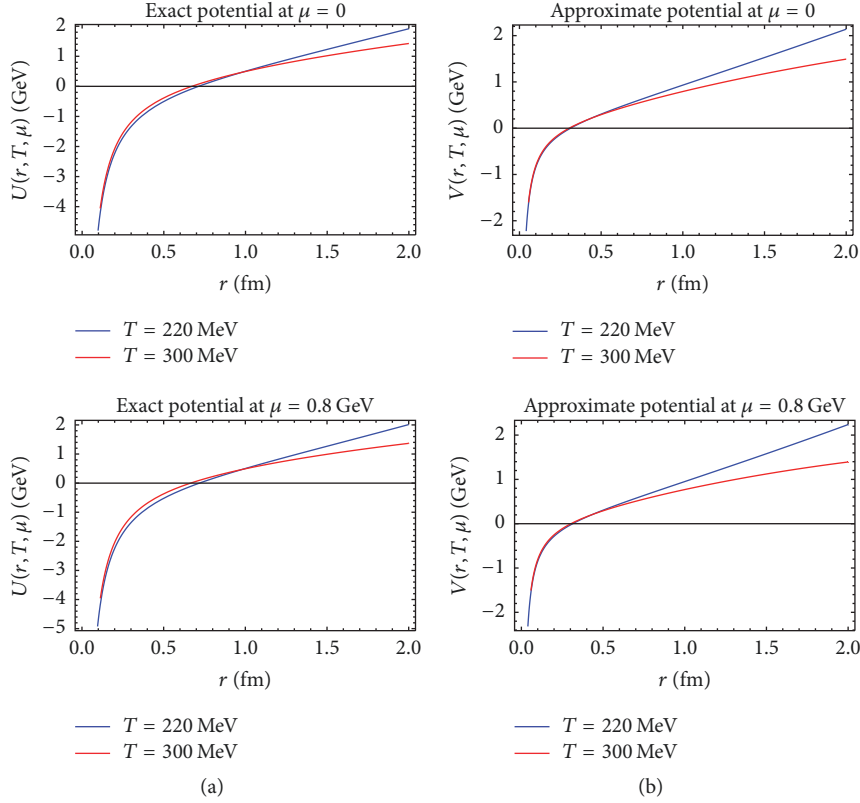 Exact potential at μ = 0
2
1
0
−1
−2
−3
−4
U(r, T, μ) (GeV)
0.0 0.5 1.0 1.5 2.0
r (fm)
T = 220 MeV
T = 300 MeV
Approximate potential at μ = 0
2
1
0
−1
−2
V(r, T, μ) (GeV)
0.0 0.5 1.0 1.5 2.0
r (fm)
T = 220 MeV
T = 300 MeV
Exact potential at μ = 0.8 GeV
2
1
0
−1
−2
−3
−4
−5
U(r, T, μ) (GeV)
0.0 0.5 1.0 1.5 2.0
r (fm)
T = 220 MeV
T = 300 MeV
(a)
Approximate potential at μ = 0.8 GeV
2
1
0
−1
−2
V(r, T, μ) (GeV)
0.0 0.5 1.0 1.5 2.0
r (fm)
T = 220 MeV
T = 300 MeV
(b)